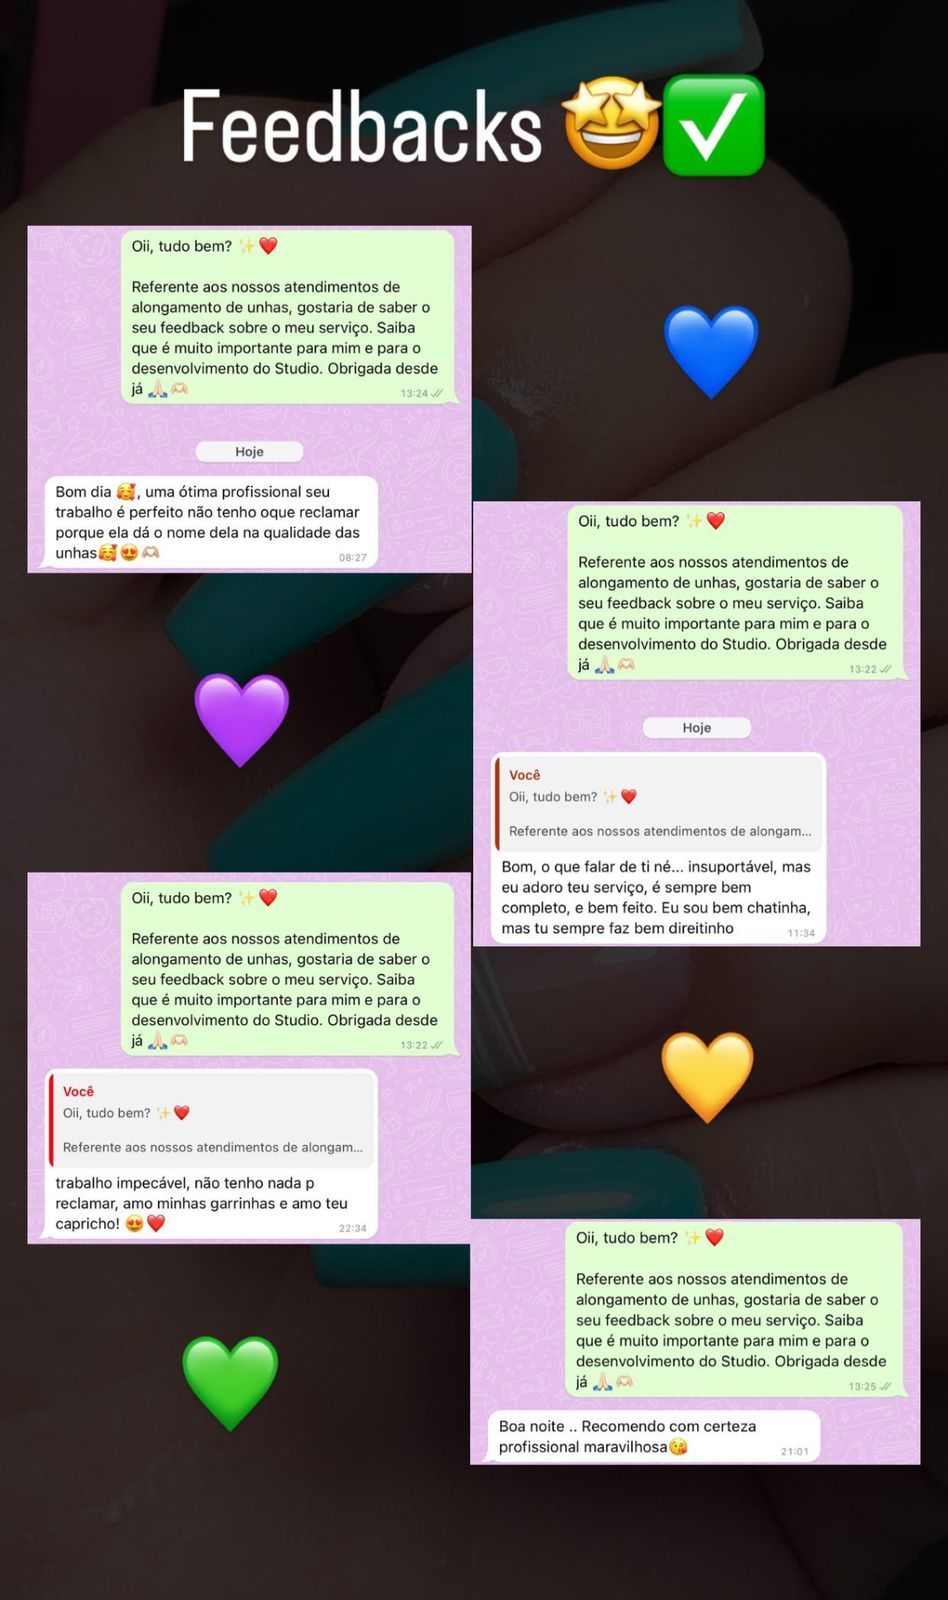 Feedbacks 🤩✅
Oii, tudo bem? ✨❤️
Referente aos nossos atendimentos de
alongamento de unhas, gostaria de saber o
seu feedback sobre o meu serviço. Saiba
que é muito importante para mim e para o
desenvolvimento do Studio. Obrigada desde
já 🙏🏻🫶🏻
13:24
Hoje
Bom dia 🥰, uma ótima profissional seu
trabalho é perfeito não tenho oque reclamar
porque ela dá o nome dela na qualidade das
unhas🥰😍🫶🏻
08:27
Oii, tudo bem? ✨❤️
Referente aos nossos atendimentos de
alongamento de unhas, gostaria de saber o
seu feedback sobre o meu serviço. Saiba
que é muito importante para mim e para o
desenvolvimento do Studio. Obrigada desde
já 🙏🏻🫶🏻
13:22
Hoje
Você
Oii, tudo bem? ✨❤️
Referente aos nossos atendimentos de alongam...
Bom, o que falar de ti né... insuportável, mas
eu adoro teu serviço, é sempre bem
completo, e bem feito. Eu sou bem chatinha,
mas tu sempre faz bem direitinho
11:34
Oii, tudo bem? ✨❤️
Referente aos nossos atendimentos de
alongamento de unhas, gostaria de saber o
seu feedback sobre o meu serviço. Saiba
que é muito importante para mim e para o
desenvolvimento do Studio. Obrigada desde
já 🙏🏻🫶🏻
13:22
Você
Oii, tudo bem? ✨❤️
Referente aos nossos atendimentos de alongam...
trabalho impecável, não tenho nada p
reclamar, amo minhas garrinhas e amo teu
capricho! 😍❤️
22:34
Oii, tudo bem? ✨❤️
Referente aos nossos atendimentos de
alongamento de unhas, gostaria de saber o
seu feedback sobre o meu serviço. Saiba
que é muito importante para mim e para o
desenvolvimento do Studio. Obrigada desde
já 🙏🏻🫶🏻
13:25
Boa noite .. Recomendo com certeza
profissional maravilhosa😘
21:01